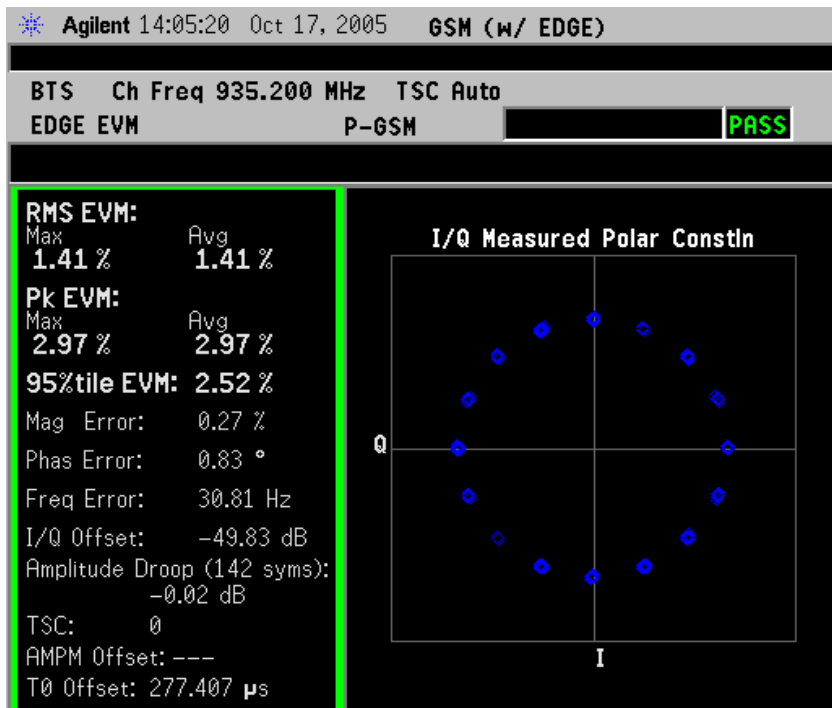 Agilent 14:05:20 Oct 17, 2005 GSM (w/ EDGE)
BTS Ch Freq 935.200 MHz TSC Auto
EDGE EVM P-GSM PASS
RMS EVM:
Max Avg
1.41 % 1.41 %
Pk EVM:
Max Avg
2.97 % 2.97 %
95%tile EVM: 2.52 %
Mag Error: 0.27 %
Phas Error: 0.83 °
Freq Error: 30.81 Hz
I/Q Offset: -49.83 dB
Amplitude Droop (142 syms):
-0.02 dB
TSC: 0
AMPM Offset: ---
T0 Offset: 277.407 µs
I/Q Measured Polar Constln
Q
I